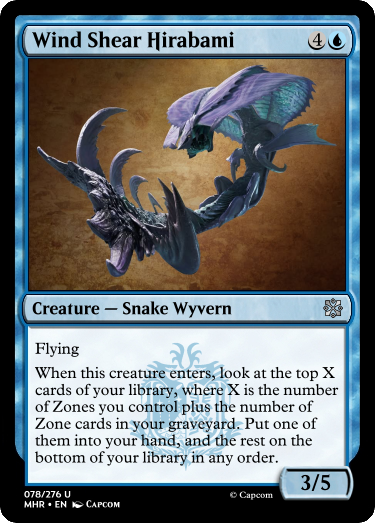 Wind Shear Hirabami 4
Creature — Snake Wyvern
Flying
When this creature enters, look at the top X
cards of your library, where X is the number
of Zones you control plus the number of
Zone cards in your graveyard. Put one of
them into your hand, and the rest on the
bottom of your library in any order.
3/5
078/276 U
MHR • EN Capcom
© Capcom